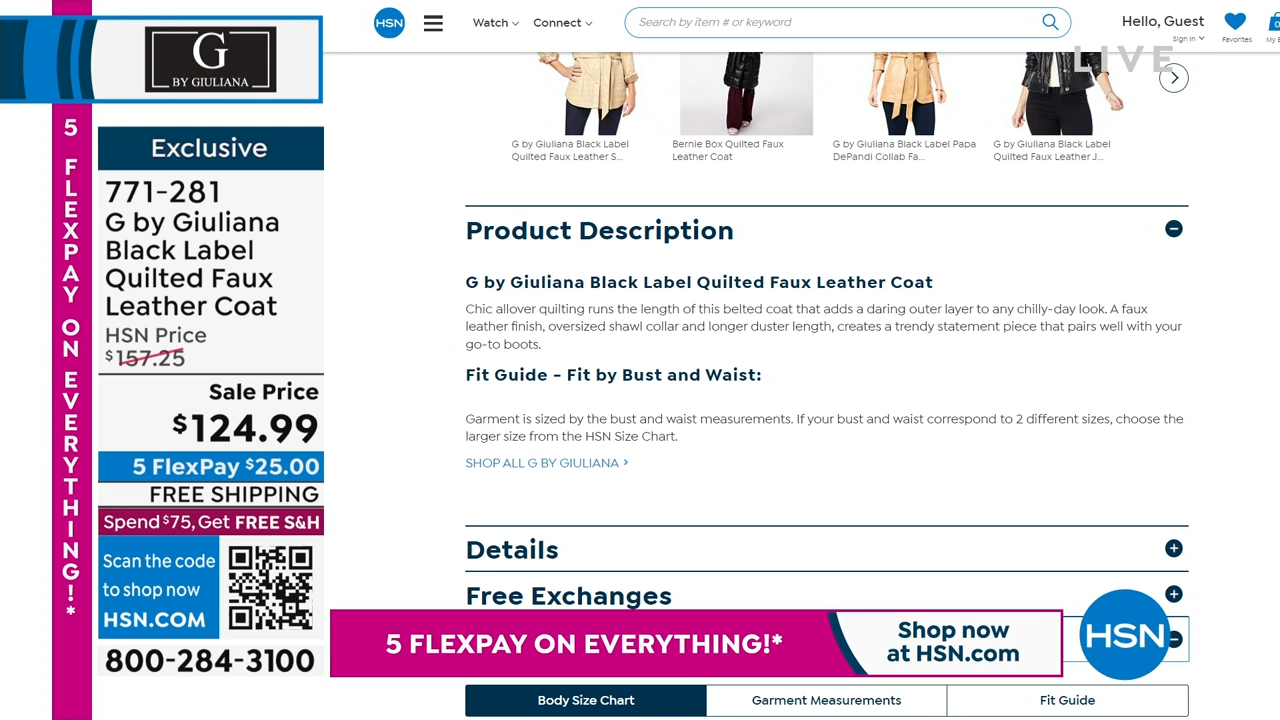 G
BY GIULIANA
5 FLEXPAY ON EVERYTHING!*
Exclusive
771-281
G by Giuliana
Black Label
Quilted Faux
Leather Coat
HSN Price
$157.25
Sale Price
$124.99
5 FlexPay $25.00
FREE SHIPPING
Spend $75, Get FREE S&H
Scan the code
to shop now
HSN.COM
800-284-3100
HSN
Watch
Connect
Search by item # or keyword
Hello, Guest
Sign In
Favorites
0
LIVE
G by Giuliana Black Label
Quilted Faux Leather S...
Bernie Box Quilted Faux
Leather Coat
G by Giuliana Black Label Papa
DePandi Collab Fa...
G by Giuliana Black Label
Quilted Faux Leather J...
Product Description
G by Giuliana Black Label Quilted Faux Leather Coat
Chic allover quilting runs the length of this belted coat that adds a daring outer layer to any chilly-day look. A faux
leather finish, oversized shawl collar and longer duster length, creates a trendy statement piece that pairs well with your
go-to boots.
Fit Guide - Fit by Bust and Waist:
Garment is sized by the bust and waist measurements. If your bust and waist correspond to 2 different sizes, choose the
larger size from the HSN Size Chart.
SHOP ALL G BY GIULIANA >
Details
Free Exchanges
5 FLEXPAY ON EVERYTHING!*
Shop now
at HSN.com
HSN
Body Size Chart
Garment Measurements
Fit Guide